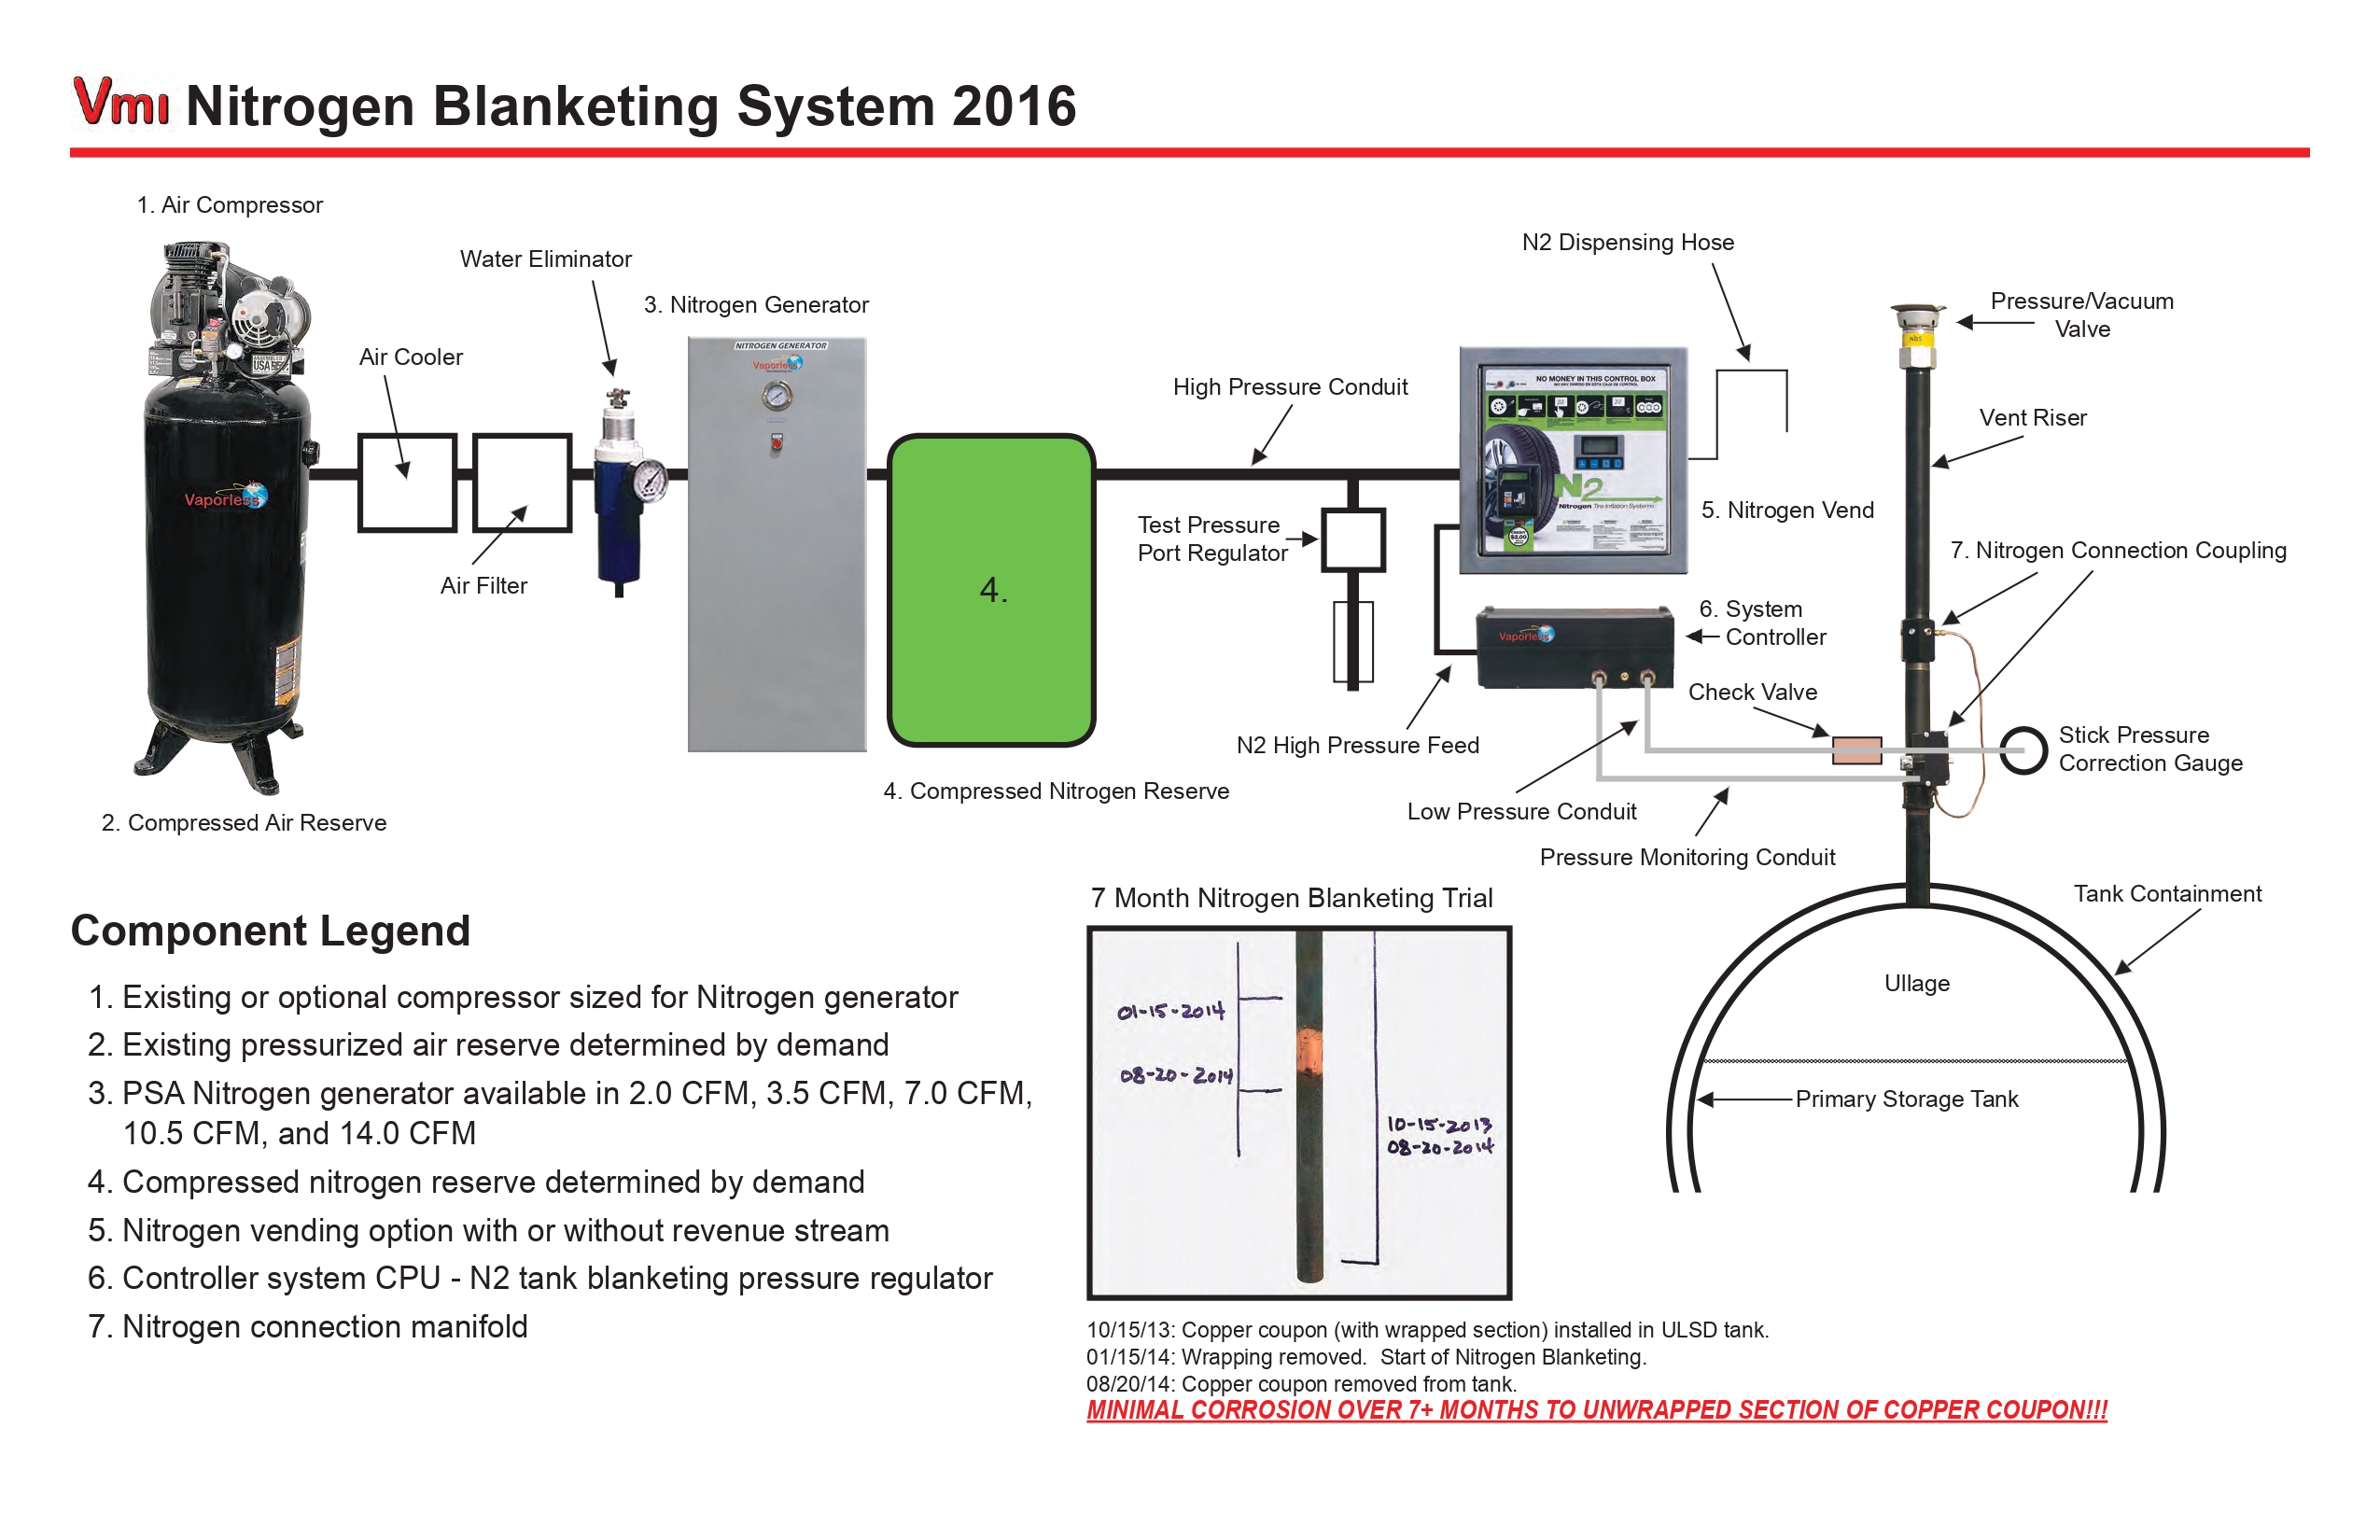 Vmi Nitrogen Blanketing System 2016
1. Air Compressor
Water Eliminator
3. Nitrogen Generator
Air Cooler
Air Filter
NITROGEN GENERATOR
Vaporless
Vaporless
USA
2. Compressed Air Reserve
4.
4. Compressed Nitrogen Reserve
High Pressure Conduit
Test Pressure
Port Regulator
N2 Dispensing Hose
NO MONEY IN THIS CONTROL BOX
N2
Nitrogen Tire Inflation Systems
$2.00
5. Nitrogen Vend
Vaporless
6. System
Controller
N2 High Pressure Feed
Check Valve
Low Pressure Conduit
Pressure Monitoring Conduit
Pressure/Vacuum
Valve
Vent Riser
7. Nitrogen Connection Coupling
Stick Pressure
Correction Gauge
Tank Containment
Ullage
Primary Storage Tank
Component Legend
1. Existing or optional compressor sized for Nitrogen generator
2. Existing pressurized air reserve determined by demand
3. PSA Nitrogen generator available in 2.0 CFM, 3.5 CFM, 7.0 CFM,
10.5 CFM, and 14.0 CFM
4. Compressed nitrogen reserve determined by demand
5. Nitrogen vending option with or without revenue stream
6. Controller system CPU - N2 tank blanketing pressure regulator
7. Nitrogen connection manifold
7 Month Nitrogen Blanketing Trial
01-15-2014
08-20-2014
10-15-2013
08-20-2014
10/15/13: Copper coupon (with wrapped section) installed in ULSD tank.
01/15/14: Wrapping removed. Start of Nitrogen Blanketing.
08/20/14: Copper coupon removed from tank.
MINIMAL CORROSION OVER 7+ MONTHS TO UNWRAPPED SECTION OF COPPER COUPON!!!